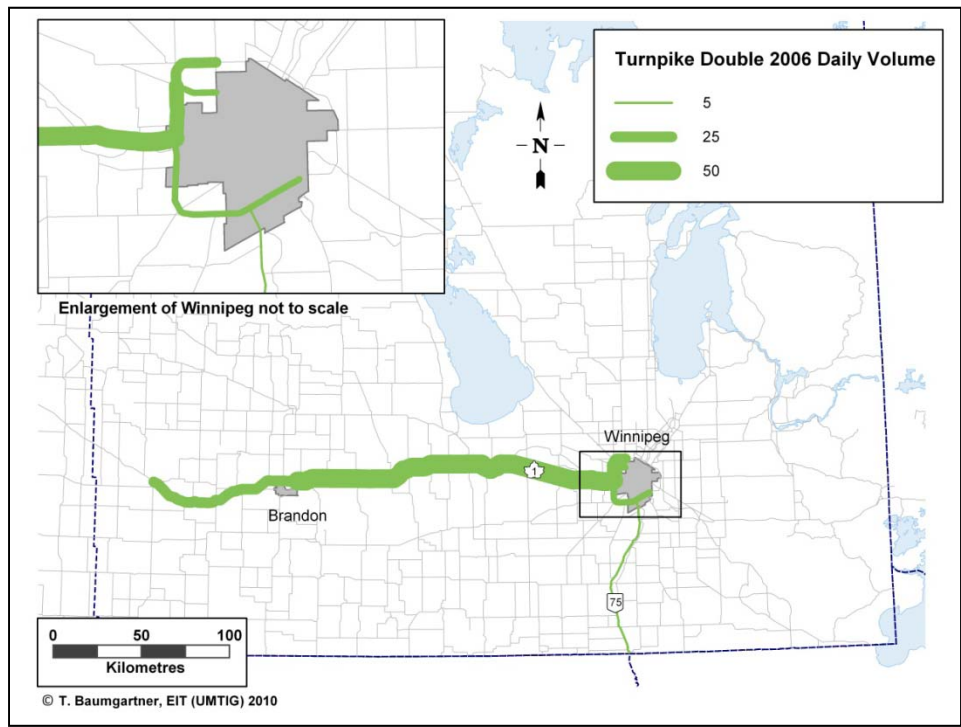 Turnpike Double 2006 Daily Volume
5
25
50
N
Enlargement of Winnipeg not to scale
Winnipeg
1
Brandon
75
0 50 100
Kilometres
© T. Baumgartner, EIT (UMTIG) 2010